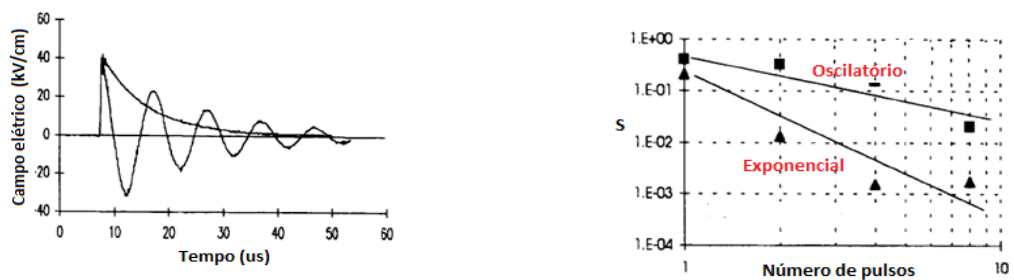 Campo elétrico (kV/cm)
60
40
20
0
-20
-40
0
10
20
30
40
50
60
Tempo (us)
S
1.E+00
1.E-01
1.E-02
1.E-03
1.E-04
Oscilatório
Exponencial
1
10
Número de pulsos